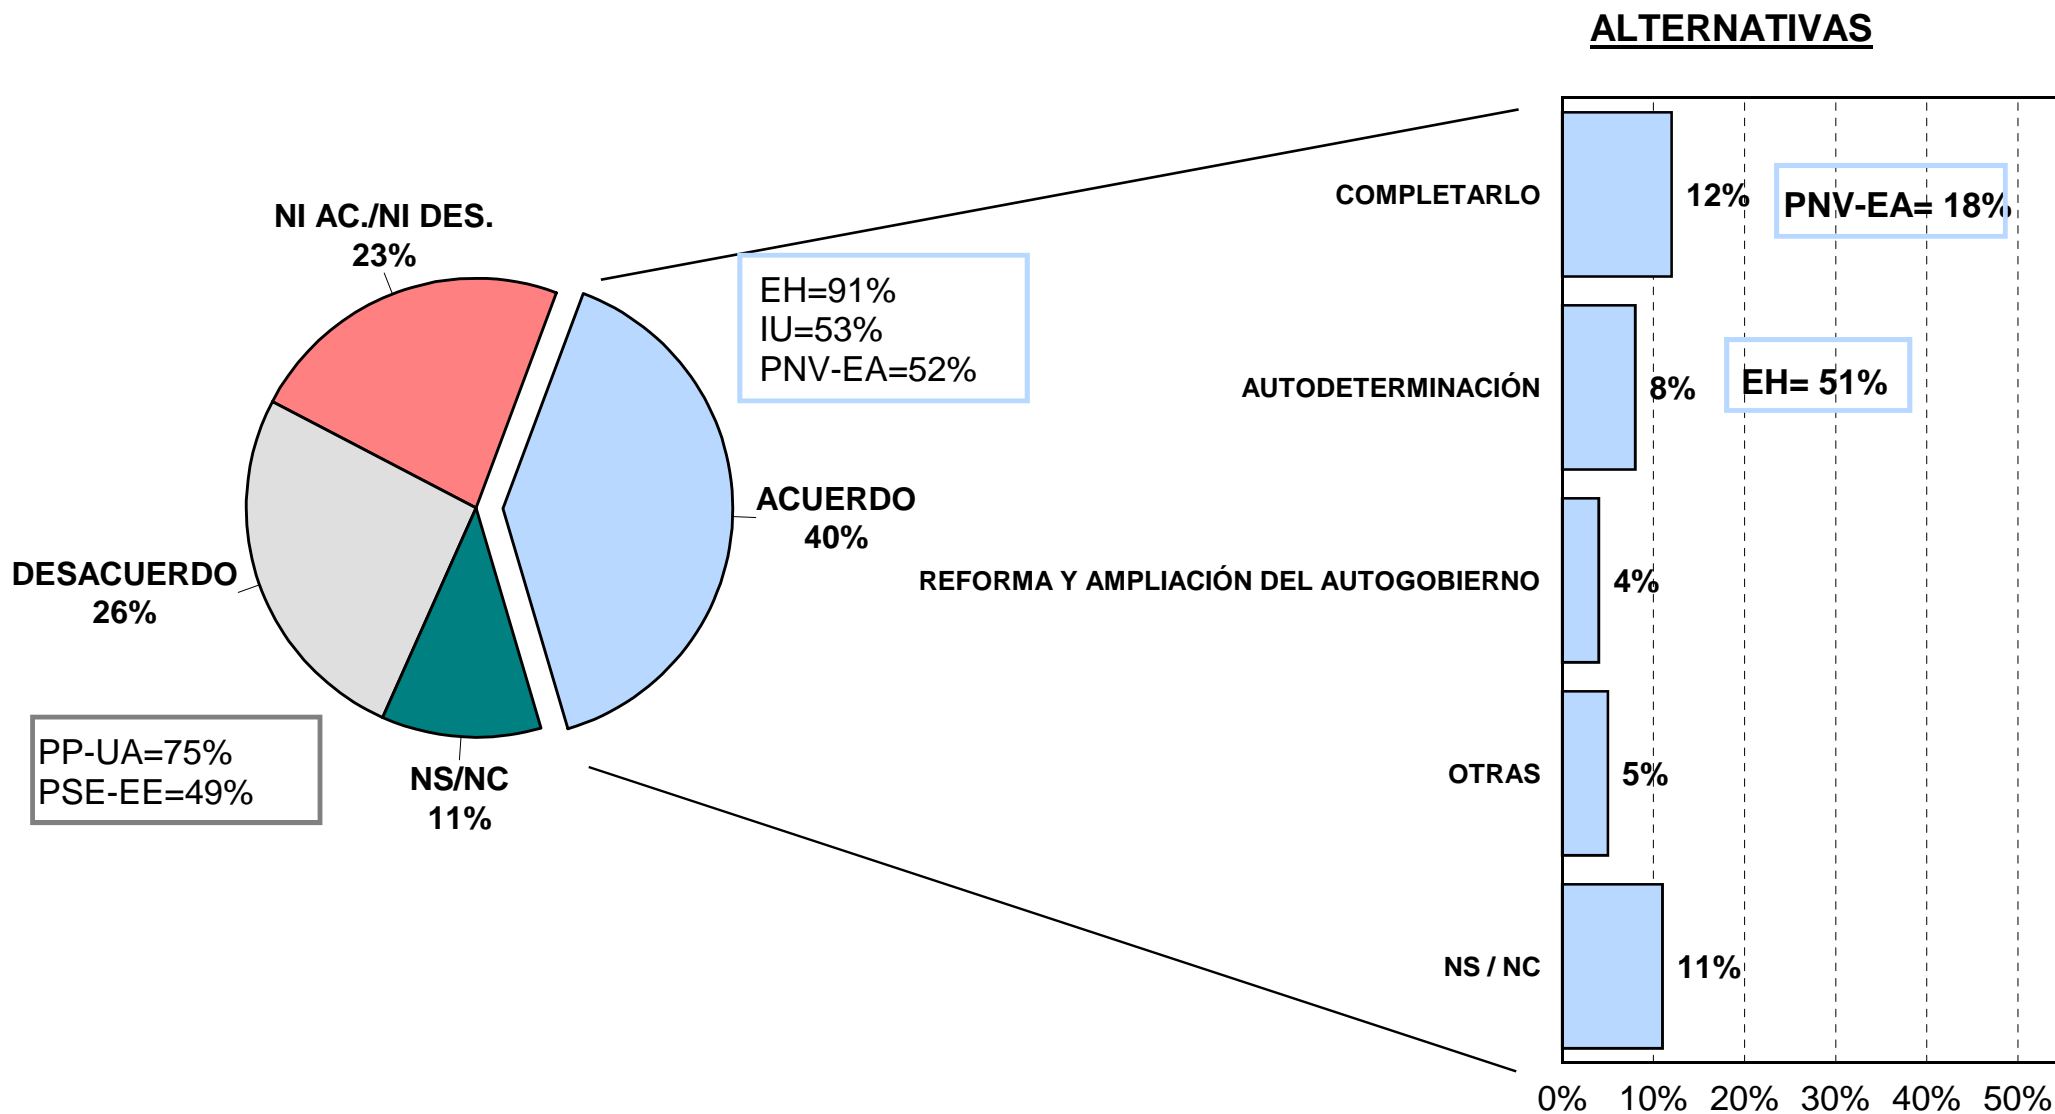 ALTERNATIVAS
NI AC./NI DES.
23%
EH=91%
IU=53%
PNV-EA=52%
ACUERDO
40%
DESACUERDO
26%
PP-UA=75%
PSE-EE=49%
NS/NC
11%
COMPLETARLO
12%
PNV-EA= 18%
AUTODETERMINACIÓN
8%
EH= 51%
REFORMA Y AMPLIACIÓN DEL AUTOGOBIERNO
4%
OTRAS
5%
NS / NC
11%
0% 10% 20% 30% 40% 50%